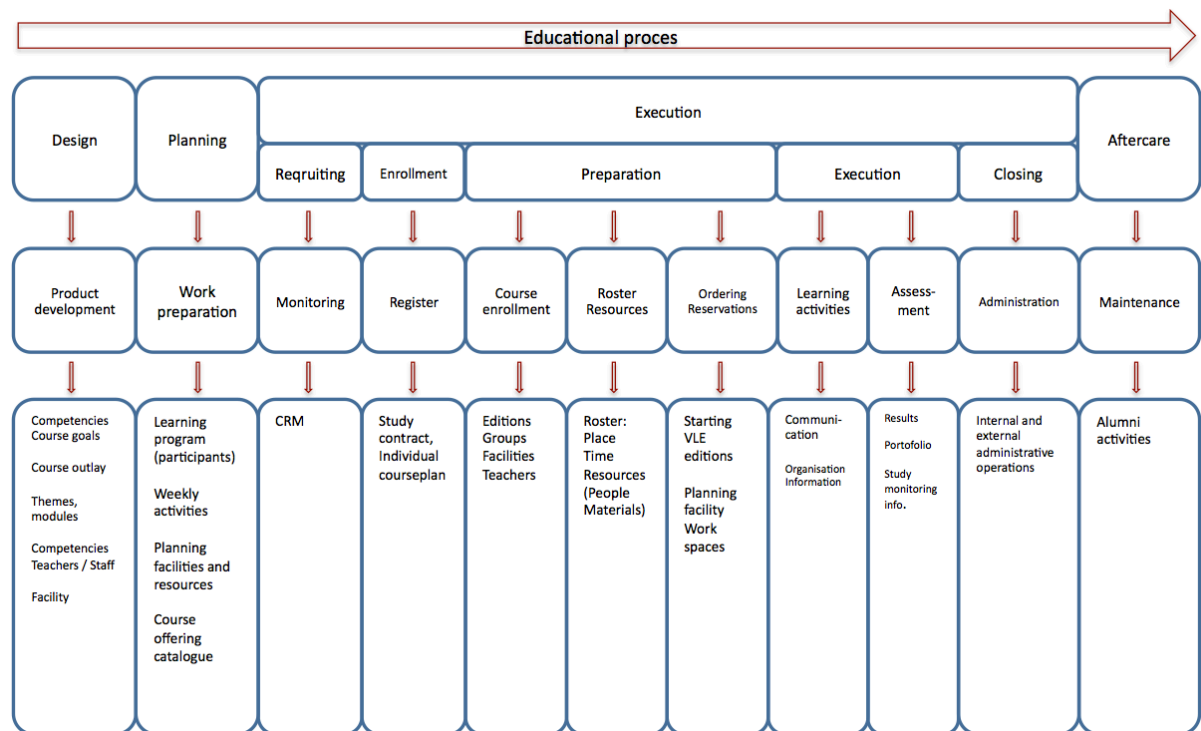 Educational proces
Design
Planning
Execution
Aftercare
Reqruiting
Enrollment
Preparation
Execution
Closing
Product
development
Work
preparation
Monitoring
Register
Course
enrollment
Roster
Resources
Ordering
Reservations
Learning
activities
Assess-
ment
Administration
Maintenance
Competencies
Course goals
Course outlay
Themes,
modules
Competencies
Teachers / Staff
Facility
Learning
program
(participants)
Weekly
activities
Planning
facilities and
resources
Course
offering
catalogue
CRM
Study
contract,
Individual
courseplan
Editions
Groups
Facilities
Teachers
Roster:
Place
Time
Resources
(People
Materials)
Starting
VLE
editions
Planning
facility
Work
spaces
Communi-
cation
Organisation
Information
Results
Portofolio
Study
monitoring
info.
Internal and
external
administrative
operations
Alumni
activities